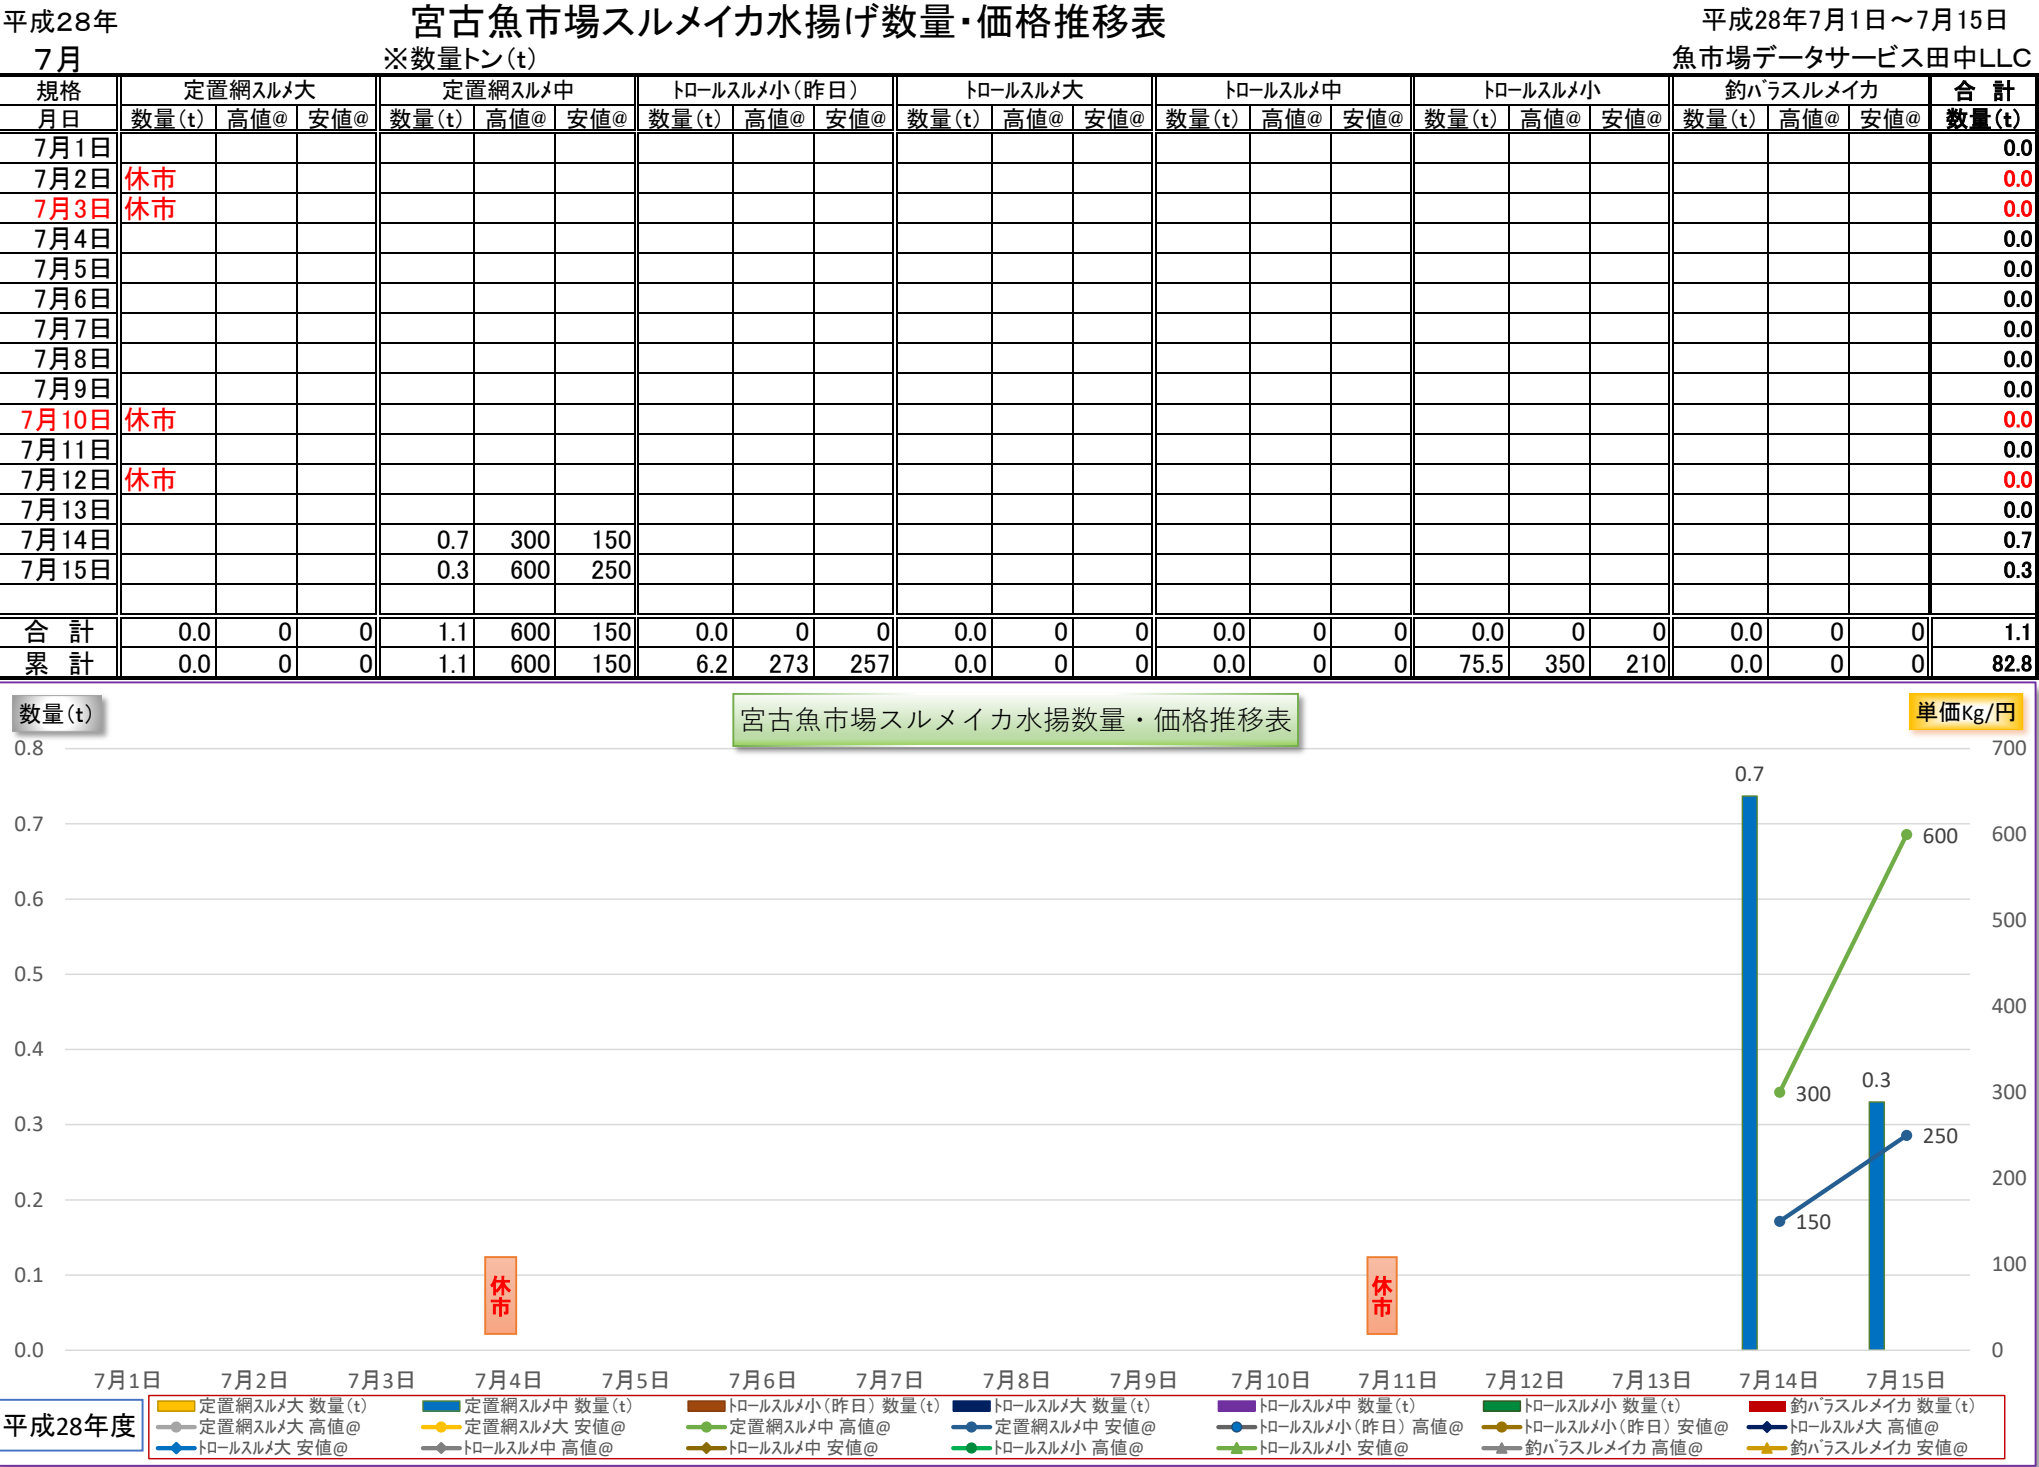 平成28年 宮古魚市場スルメイカ水揚げ数量・価格推移表 平成28年7月1日～7月15日
7月 ※数量トン(t) 魚市場データサービス田中LLC
規格 定置網スルメ大 定置網スルメ中 トロールスルメ小(昨日) トロールスルメ大 トロールスルメ中 トロールスルメ小 釣バラスルメイカ 合 計
月日 数量(t) 高値@ 安値@ 数量(t) 高値@ 安値@ 数量(t) 高値@ 安値@ 数量(t) 高値@ 安値@ 数量(t) 高値@ 安値@ 数量(t) 高値@ 安値@ 数量(t) 高値@ 安値@ 数量(t)
7月1日 0.0
7月2日 休市 0.0
7月3日 休市 0.0
7月4日 0.0
7月5日 0.0
7月6日 0.0
7月7日 0.0
7月8日 0.0
7月9日 0.0
7月10日 休市 0.0
7月11日 0.0
7月12日 休市 0.0
7月13日 0.0
7月14日 0.7 300 150 0.7
7月15日 0.3 600 250 0.3
合 計 0.0 0 0 1.1 600 150 0.0 0 0 0.0 0 0 0.0 0 0 0.0 0 0 0.0 0 0 1.1
累 計 0.0 0 0 1.1 600 150 6.2 273 257 0.0 0 0 0.0 0 0 75.5 350 210 0.0 0 0 82.8
数量(t) 宮古魚市場スルメイカ水揚数量・価格推移表 単価Kg/円
0.8 700
0.7
0.7 600
600
0.6
500
0.5
400
0.4
0.3
300 300
0.3
250
0.2 200
150
0.1 100
休市 休市
0.0 0
7月1日 7月2日 7月3日 7月4日 7月5日 7月6日 7月7日 7月8日 7月9日 7月10日 7月11日 7月12日 7月13日 7月14日 7月15日
平成28年度
定置網スルメ大 数量(t) 定置網スルメ中 数量(t) トロールスルメ小(昨日) 数量(t) トロールスルメ大 数量(t) トロールスルメ中 数量(t) トロールスルメ小 数量(t) 釣バラスルメイカ 数量(t)
定置網スルメ大 高値@ 定置網スルメ大 安値@ 定置網スルメ中 高値@ 定置網スルメ中 安値@ トロールスルメ小(昨日) 高値@ トロールスルメ小(昨日) 安値@ トロールスルメ大 高値@
トロールスルメ大 安値@ トロールスルメ中 高値@ トロールスルメ中 安値@ トロールスルメ小 高値@ トロールスルメ小 安値@ 釣バラスルメイカ 高値@ 釣バラスルメイカ 安値@